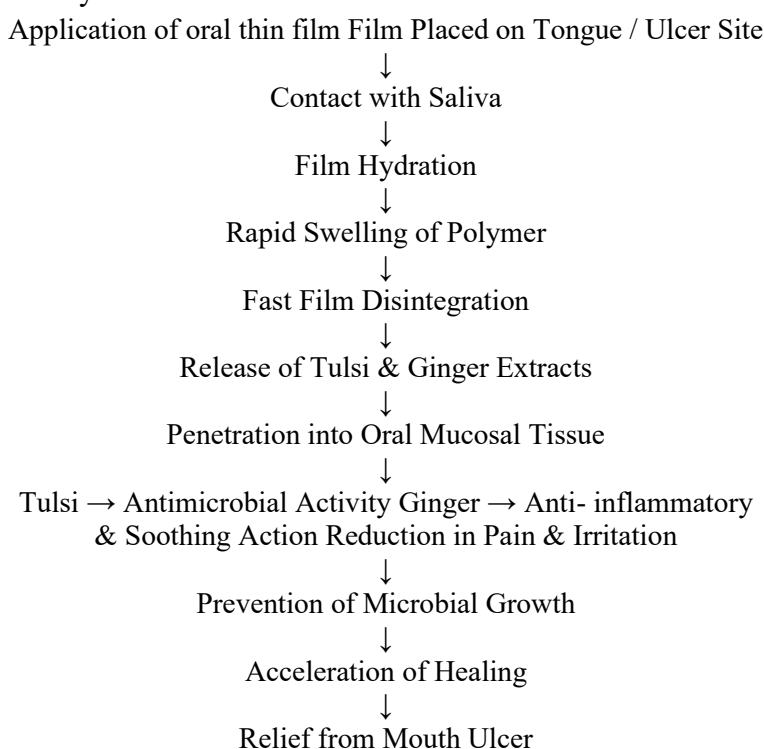 Application of oral thin film Film Placed on Tongue / Ulcer Site
↓
Contact with Saliva
↓
Film Hydration
↓
Rapid Swelling of Polymer
↓
Fast Film Disintegration
↓
Release of Tulsi & Ginger Extracts
↓
Penetration into Oral Mucosal Tissue
↓
Tulsi → Antimicrobial Activity Ginger → Anti- inflammatory
& Soothing Action Reduction in Pain & Irritation
↓
Prevention of Microbial Growth
↓
Acceleration of Healing
↓
Relief from Mouth Ulcer